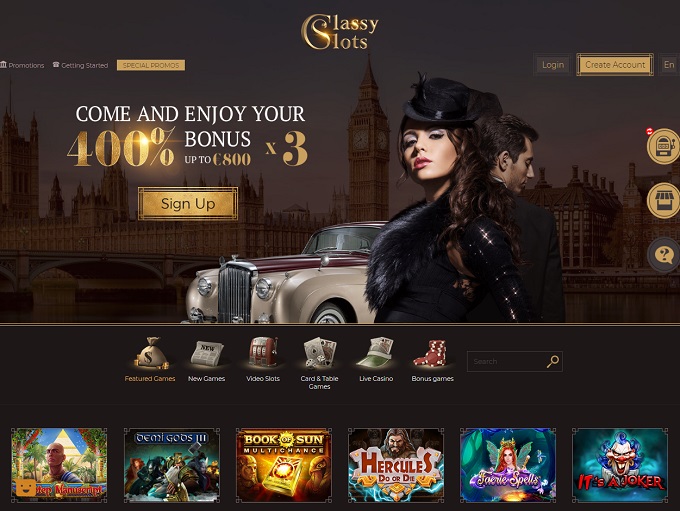 Classy
Slots
Promotions
Getting Started
SPECIAL PROMOS
Login
Create Account
En
COME AND ENJOY YOUR
400% BONUS
UP TO €800
x 3
Sign Up
Featured Games
New Games
Video Slots
Card & Table
Games
Live Casino
Bonus games
Search
NEW
Manuscript
DEMI GODS III
BOOK OF SUN
MULTICHANCE
HERCULES
DO OR DIE
Faerie Spells
IT'S A JOKER